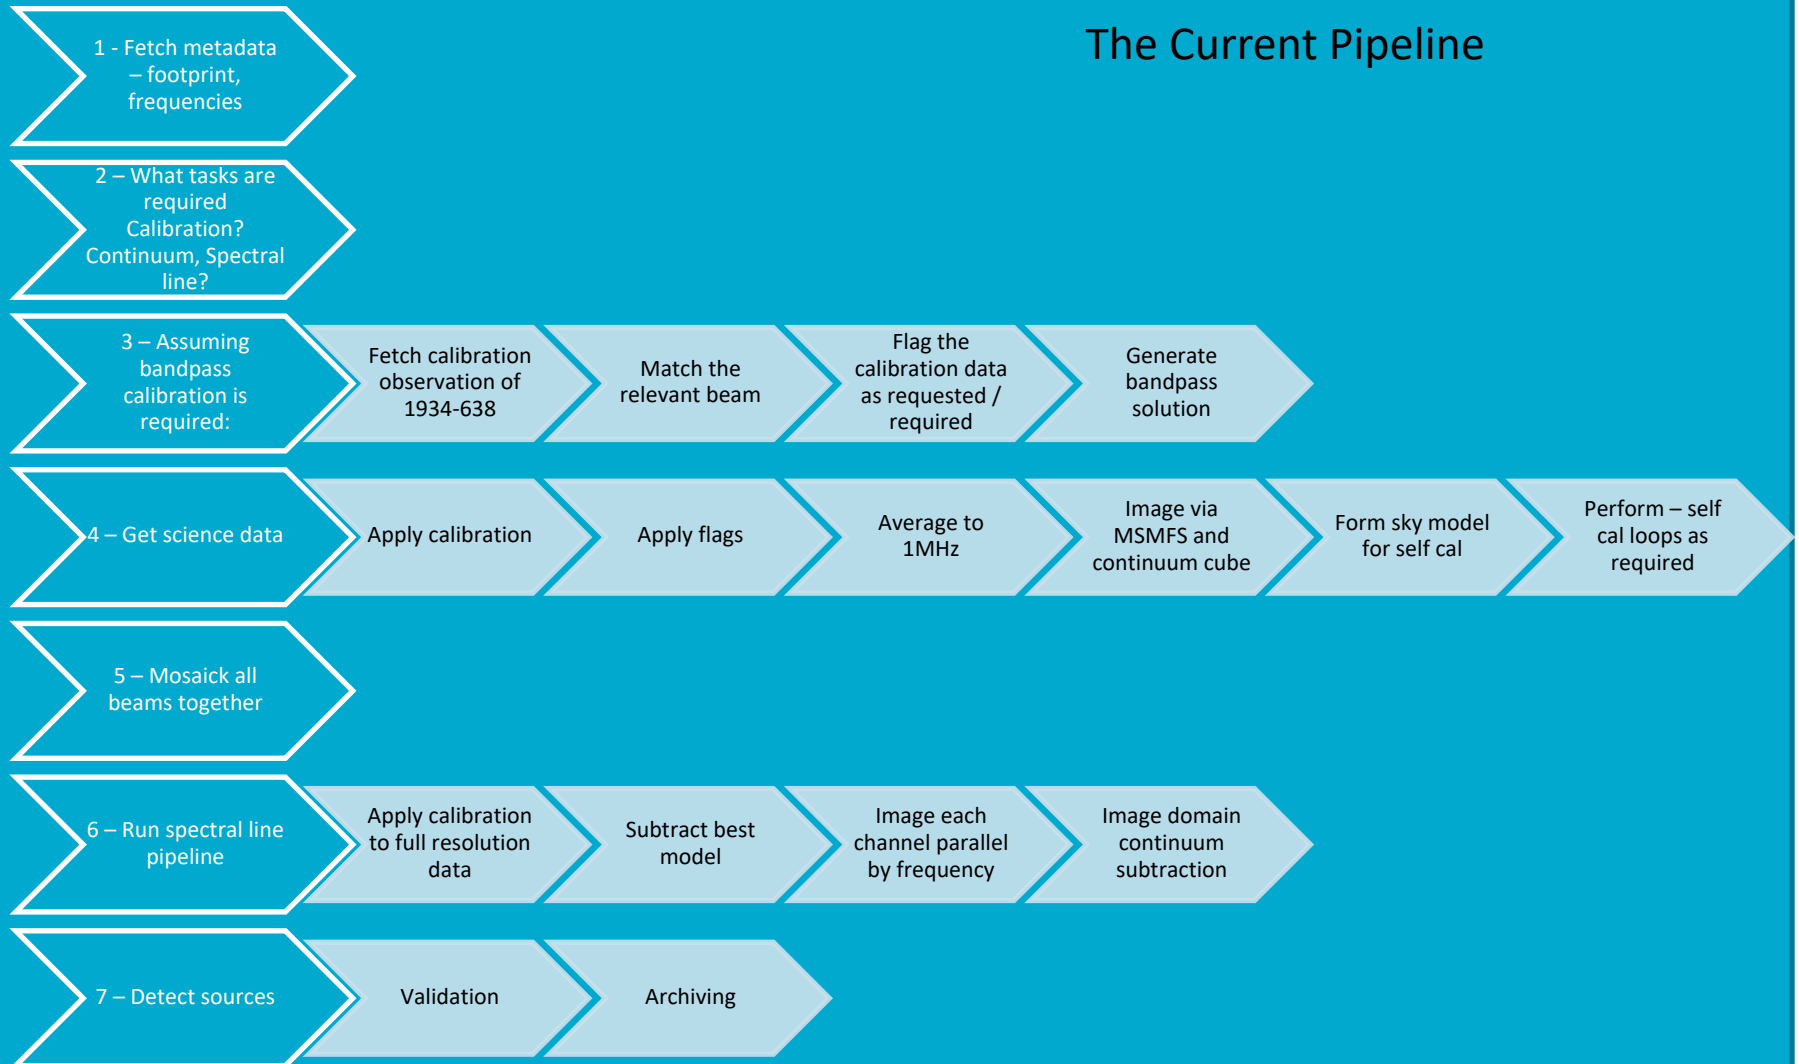 The Current Pipeline
1 - Fetch metadata
– footprint,
frequencies
2 – What tasks are
required
Calibration?
Continuum, Spectral
line?
3 – Assuming
bandpass
calibration is
required:
Fetch calibration
observation of
1934-638
Match the
relevant beam
Flag the
calibration data
as requested /
required
Generate
bandpass
solution
4 – Get science data
Apply calibration
Apply flags
Average to
1MHz
Image via
MSMFS and
continuum cube
Form sky model
for self cal
Perform – self
cal loops as
required
5 – Mosaick all
beams together
6 – Run spectral line
pipeline
Apply calibration
to full resolution
data
Subtract best
model
Image each
channel parallel
by frequency
Image domain
continuum
subtraction
7 – Detect sources
Validation
Archiving